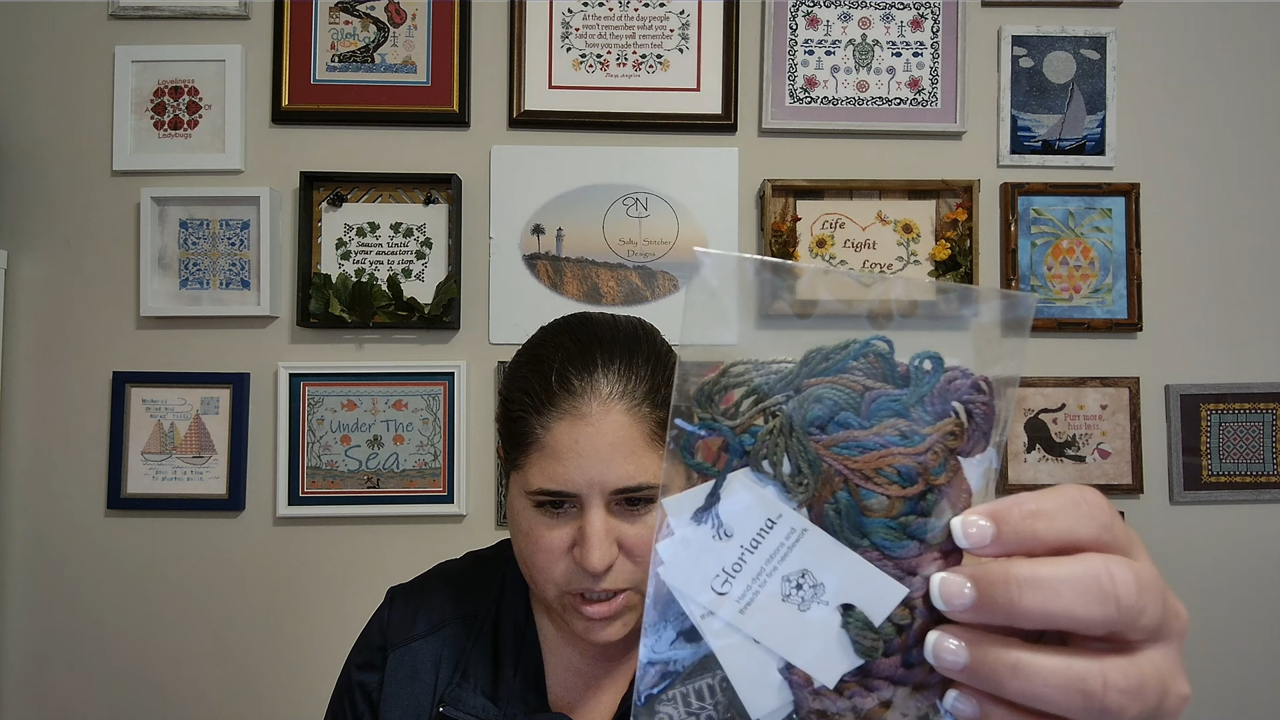 Aloha
At the end of the day people
won't remember what you
said or did, they will remember
how you made them feel.
Maya Angelou
Loveliness
Of
Ladybugs
Season until
your ancestors
tell you to stop.
Salty Stitcher
Designs
Life
Light
Love
Under The
Sea
Purr more,
hiss less.
Gloriana
Hand-dyed ribbons and
threads for fine needlework